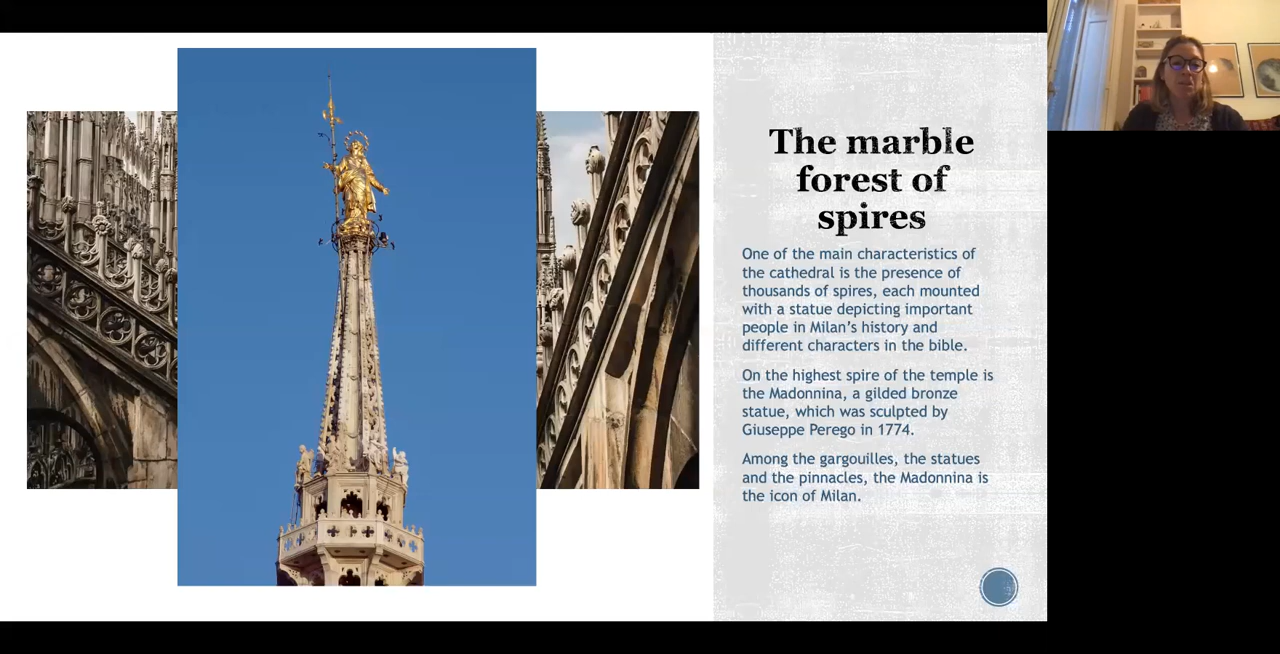 The marble
forest of
spires
One of the main characteristics of
the cathedral is the presence of
thousands of spires, each mounted
with a statue depicting important
people in Milan’s history and
different characters in the bible.
On the highest spire of the temple is
the Madonnina, a gilded bronze
statue, which was sculpted by
Giuseppe Perego in 1774.
Among the gargouilles, the statues
and the pinnacles, the Madonnina is
the icon of Milan.